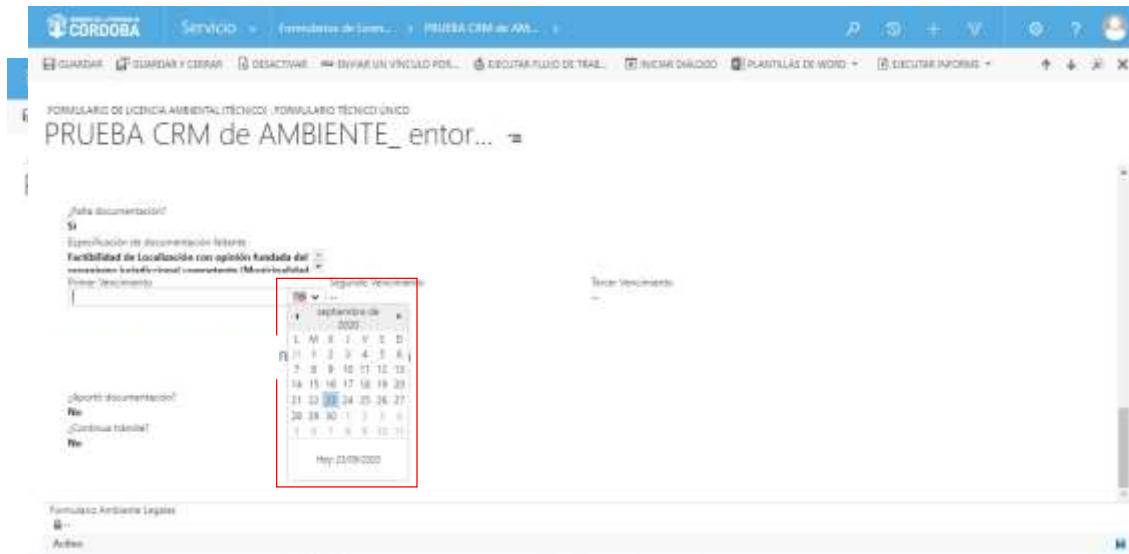 CÓRDOBA
Servicio
Formularios de Licen...
PRUEBA CRM de AM...
GUARDAR
GUARDAR Y CERRAR
DESACTIVAR
ENVIAR UN VÍNCULO POR...
EJECUTAR FLUJO DE TRAB...
INICIAR DIÁLOGO
PLANTILLAS DE WORD
EJECUTAR INFORME
FORMULARIO DE LICENCIA AMBIENTAL (TÉCNICO) : FORMULARIO TÉCNICO ÚNICO
PRUEBA CRM de AMBIENTE_ entor...
¿Falta documentación?
Si
Especificación de documentación faltante
Factibilidad de Localización con opinión fundada del
organismo jurisdiccional competente (Municipalidad
Primer Vencimiento
Segundo Vencimiento
Tercer Vencimiento
--
--
septiembre de
2020
L M X J V S D
31 1 2 3 4 5 6
7 8 9 10 11 12 13
14 15 16 17 18 19 20
21 22 23 24 25 26 27
28 29 30 1 2 3 4
5 6 7 8 9 10 11
Hoy: 23/09/2020
¿Aportó documentación?
No
¿Continua trámite?
No
Formulario Ambiente Legales
--
Activo